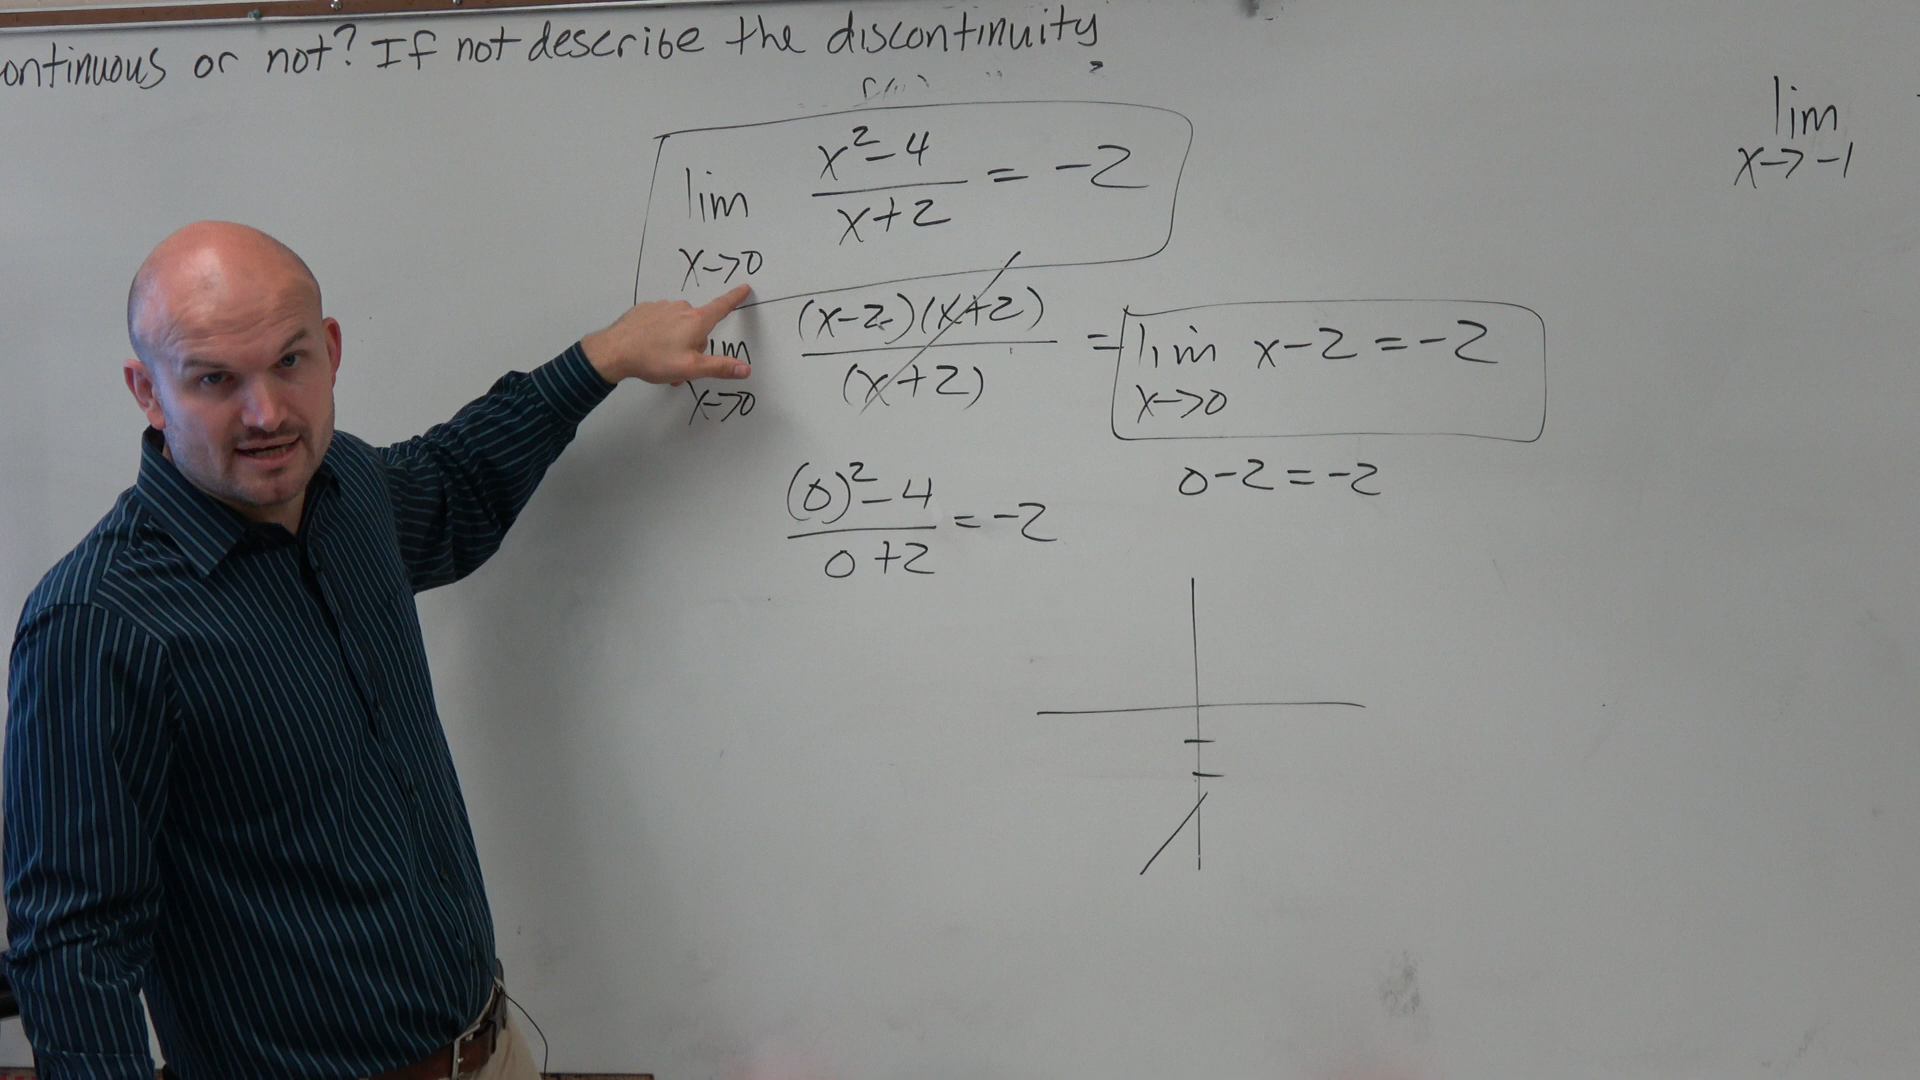 ontinuous or not? If not describe the discontinuity
lim x→0 x²-4 / x+2 = -2
lim x→-1
lim x→0 (x-2)(x+2) / (x+2) = lim x→0 x-2 = -2
(0)²-4 / 0+2 = -2
0-2 = -2